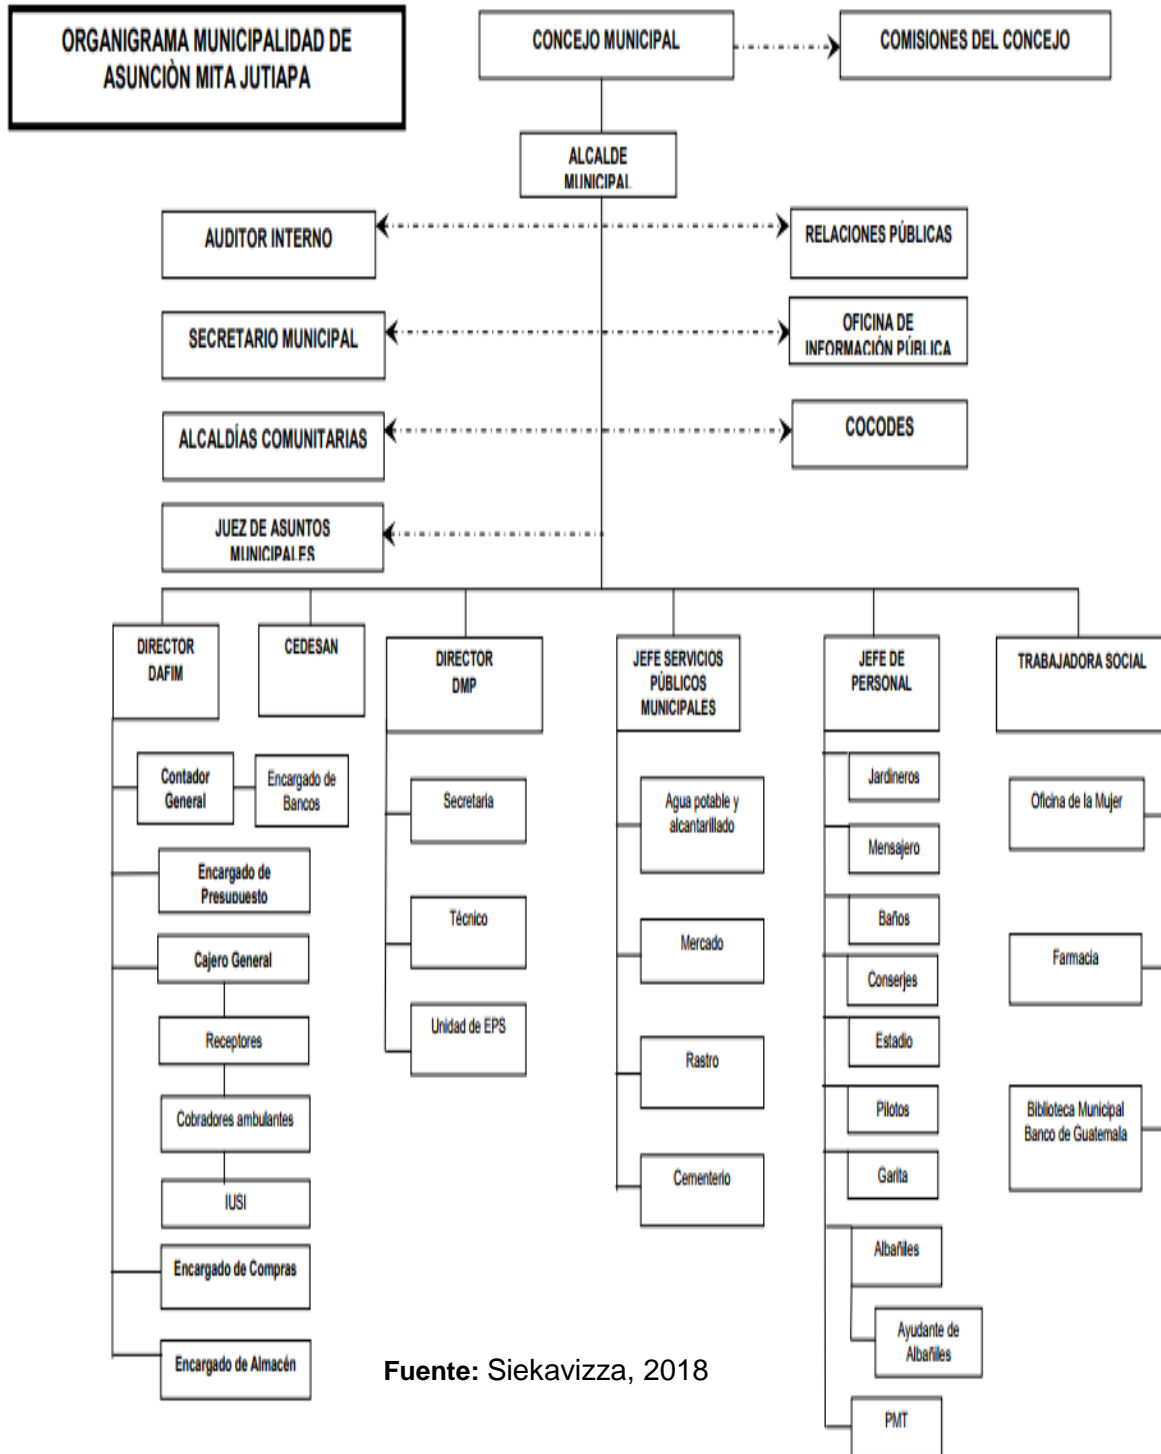 ORGANIGRAMA MUNICIPALIDAD DE
ASUNCIÒN MITA JUTIAPA
CONCEJO MUNICIPAL
COMISIONES DEL CONCEJO
ALCALDE
MUNICIPAL
AUDITOR INTERNO
RELACIONES PÚBLICAS
SECRETARIO MUNICIPAL
OFICINA DE
INFORMACIÓN PÚBLICA
ALCALDÍAS COMUNITARIAS
COCODES
JUEZ DE ASUNTOS
MUNICIPALES
DIRECTOR
DAFIM
CEDESAN
DIRECTOR
DMP
JEFE SERVICIOS
PÚBLICOS
MUNICIPALES
JEFE DE
PERSONAL
TRABAJADORA SOCIAL
Contador
General
Encargado de
Bancos
Encargado de
Presupuesto
Cajero General
Receptores
Cobradores ambulantes
IUSI
Encargado de Compras
Encargado de Almacén
Secretaria
Técnico
Unidad de EPS
Agua potable y
alcantarillado
Mercado
Rastro
Cementerio
Jardineros
Mensajero
Baños
Conserjes
Estadio
Pilotos
Garita
Albañiles
Ayudante de
Albañiles
PMT
Oficina de la Mujer
Farmacia
Biblioteca Municipal
Banco de Guatemala
Fuente: Siekavizza, 2018